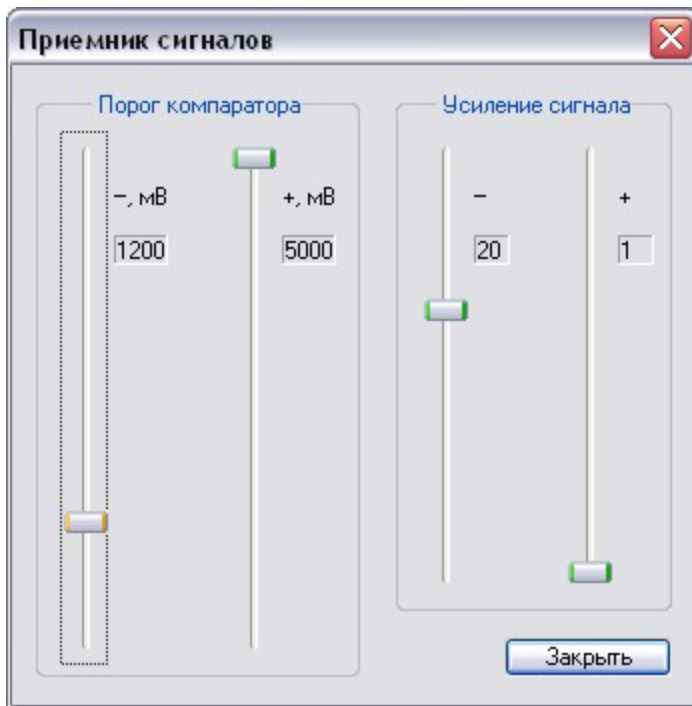 Приемник сигналов
Порог компаратора
Усиление сигнала
–, мВ
+, мВ
–
+
1200
5000
20
1
Закрыть